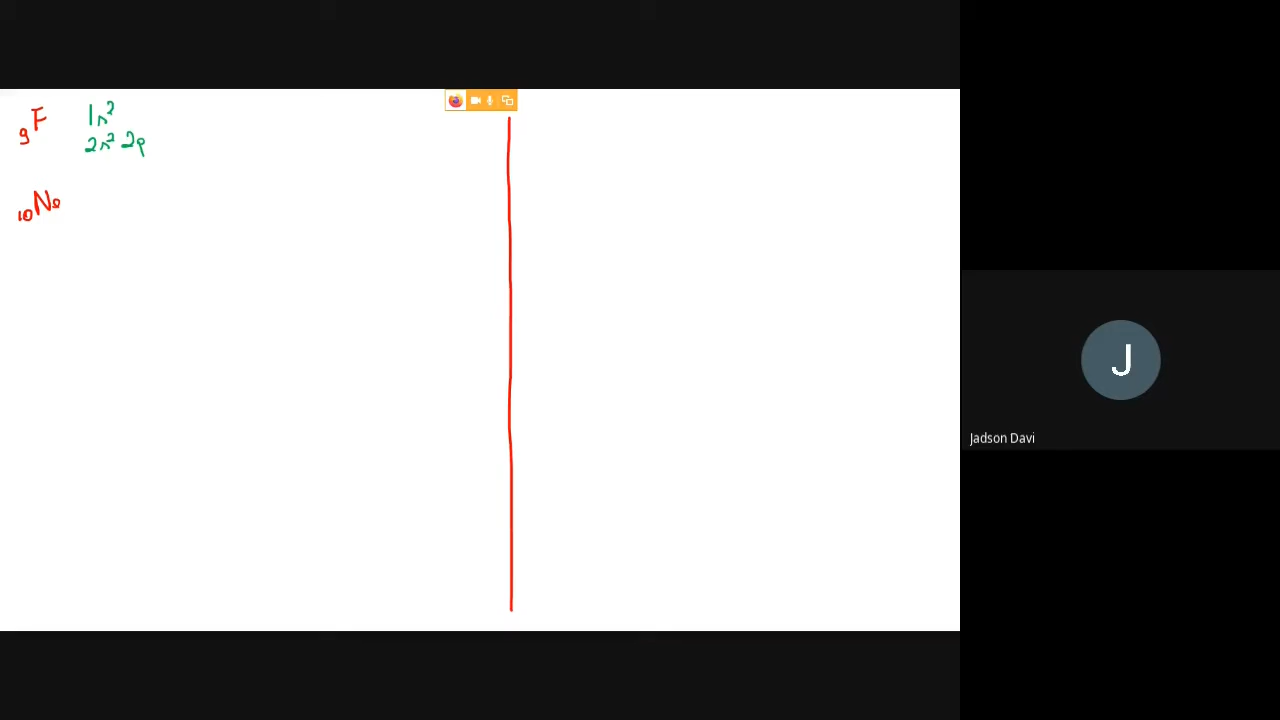 ₉F 1s²
2s² 2p
₁₀Ne
J
Jadson Davi